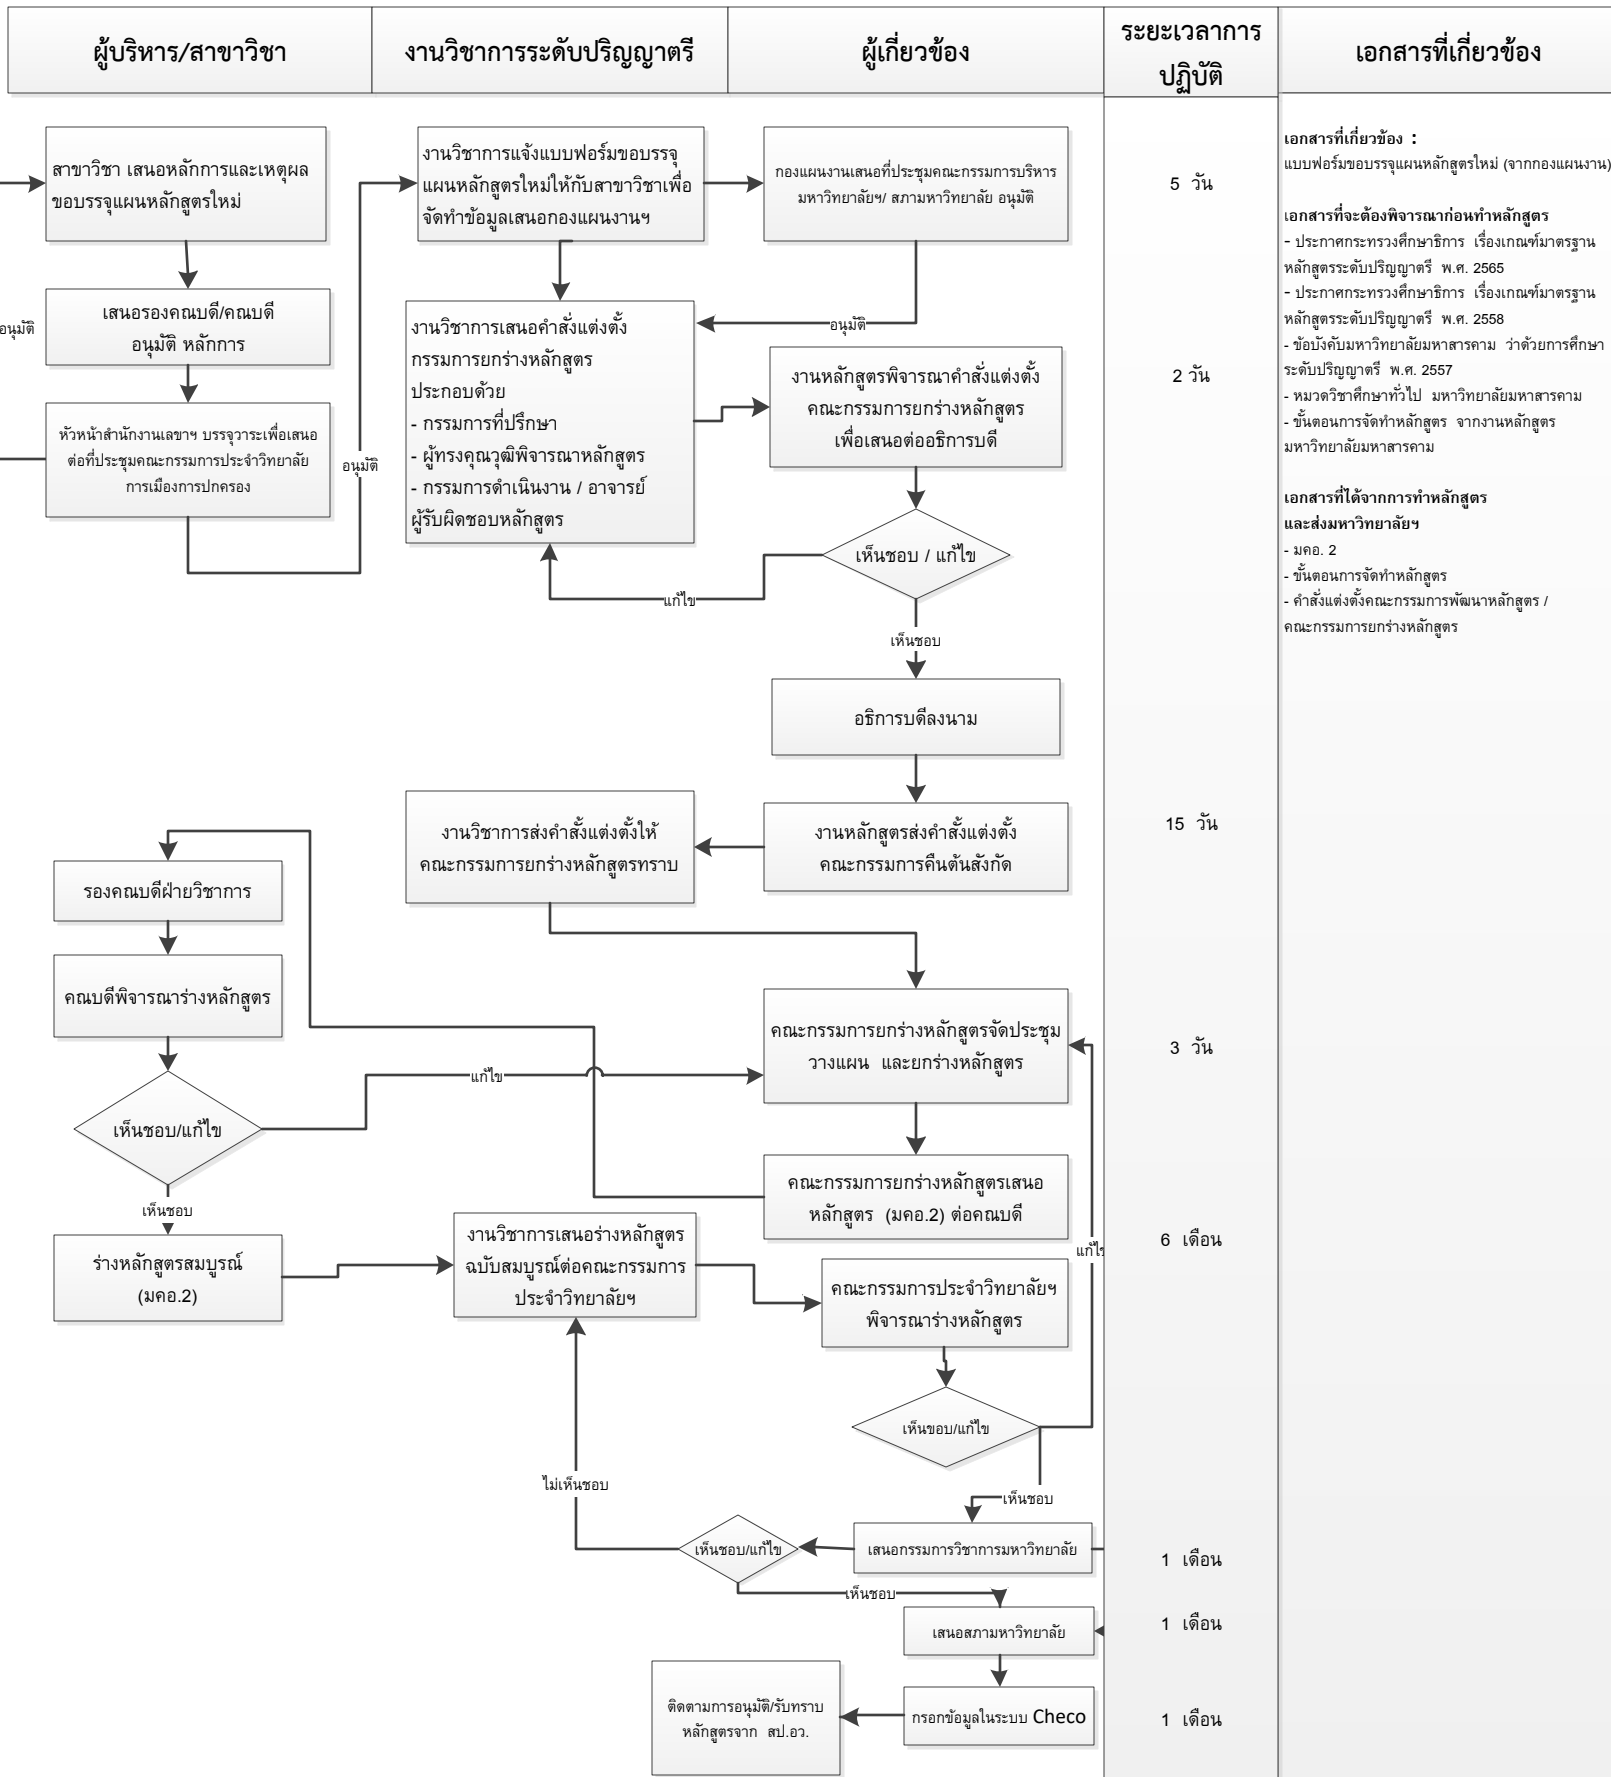 ผู้บริหาร/สาขาวิชา
งานวิชาการระดับปริญญาตรี
ผู้เกี่ยวข้อง
ระยะเวลาการ
ปฏิบัติ
เอกสารที่เกี่ยวข้อง
สาขาวิชา เสนอหลักการและเหตุผล
ขอบรรจุแผนหลักสูตรใหม่
งานวิชาการแจ้งแบบฟอร์มขอบรรจุ
แผนหลักสูตรใหม่ให้กับสาขาวิชาเพื่อ
จัดทำข้อมูลเสนอกองแผนงานฯ
กองแผนงานเสนอที่ประชุมคณะกรรมการบริหาร
มหาวิทยาลัยฯ/ สภามหาวิทยาลัย อนุมัติ
5 วัน
เอกสารที่เกี่ยวข้อง :
แบบฟอร์มขอบรรจุแผนหลักสูตรใหม่ (จากกองแผนงาน)
เอกสารที่จะต้องพิจารณาก่อนทำหลักสูตร
- ประกาศกระทรวงศึกษาธิการ เรื่องเกณฑ์มาตรฐาน
หลักสูตรระดับปริญญาตรี พ.ศ. 2565
- ประกาศกระทรวงศึกษาธิการ เรื่องเกณฑ์มาตรฐาน
หลักสูตรระดับปริญญาตรี พ.ศ. 2558
- ข้อบังคับมหาวิทยาลัยมหาสารคาม ว่าด้วยการศึกษา
ระดับปริญญาตรี พ.ศ. 2557
- หมวดวิชาศึกษาทั่วไป มหาวิทยาลัยมหาสารคาม
- ขั้นตอนการจัดทำหลักสูตร จากงานหลักสูตร
มหาวิทยาลัยมหาสารคาม
เอกสารที่ได้จากการทำหลักสูตร
และส่งมหาวิทยาลัยฯ
- มคอ. 2
- ขั้นตอนการจัดทำหลักสูตร
- คำสั่งแต่งตั้งคณะกรรมการพัฒนาหลักสูตร /
คณะกรรมการยกร่างหลักสูตร
อนุมัติ
เสนอรองคณบดี/คณบดี
อนุมัติ หลักการ
หัวหน้าสำนักงานเลขาฯ บรรจุวาระเพื่อเสนอ
ต่อที่ประชุมคณะกรรมการประจำวิทยาลัย
การเมืองการปกครอง
อนุมัติ
งานวิชาการเสนอคำสั่งแต่งตั้ง
กรรมการยกร่างหลักสูตร
ประกอบด้วย
- กรรมการที่ปรึกษา
- ผู้ทรงคุณวุฒิพิจารณาหลักสูตร
- กรรมการดำเนินงาน / อาจารย์
ผู้รับผิดชอบหลักสูตร
อนุมัติ
งานหลักสูตรพิจารณาคำสั่งแต่งตั้ง
คณะกรรมการยกร่างหลักสูตร
เพื่อเสนอต่ออธิการบดี
2 วัน
เห็นชอบ / แก้ไข
แก้ไข
เห็นชอบ
อธิการบดีลงนาม
งานวิชาการส่งคำสั่งแต่งตั้งให้
คณะกรรมการยกร่างหลักสูตรทราบ
งานหลักสูตรส่งคำสั่งแต่งตั้ง
คณะกรรมการคืนต้นสังกัด
15 วัน
รองคณบดีฝ่ายวิชาการ
คณบดีพิจารณาร่างหลักสูตร
คณะกรรมการยกร่างหลักสูตรจัดประชุม
วางแผน และยกร่างหลักสูตร
3 วัน
แก้ไข
เห็นชอบ/แก้ไข
เห็นชอบ
คณะกรรมการยกร่างหลักสูตรเสนอ
หลักสูตร (มคอ.2) ต่อคณบดี
ร่างหลักสูตรสมบูรณ์
(มคอ.2)
งานวิชาการเสนอร่างหลักสูตร
ฉบับสมบูรณ์ต่อคณะกรรมการ
ประจำวิทยาลัยฯ
แก้ไข
6 เดือน
คณะกรรมการประจำวิทยาลัยฯ
พิจารณาร่างหลักสูตร
เห็นขอบ/แก้ไข
ไม่เห็นชอบ
เห็นชอบ
เห็นชอบ/แก้ไข
เสนอกรรมการวิชาการมหาวิทยาลัย
1 เดือน
เห็นชอบ
เสนอสภามหาวิทยาลัย
1 เดือน
ติดตามการอนุมัติ/รับทราบ
หลักสูตรจาก สป.อว.
กรอกข้อมูลในระบบ Checo
1 เดือน